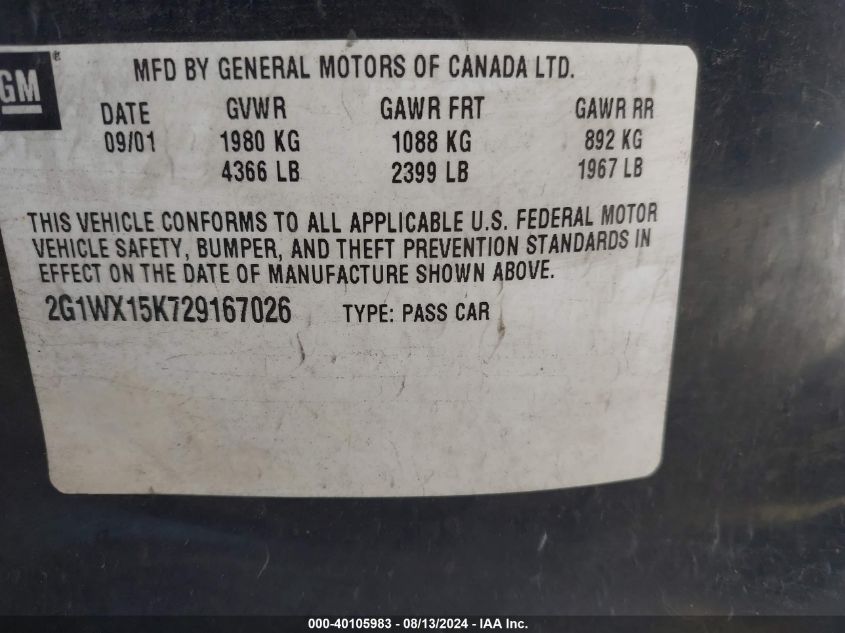 GM
®
MFD BY GENERAL MOTORS OF CANADA LTD.
DATE GVWR GAWR FRT GAWR RR
09/01 1980 KG 1088 KG 892 KG
4366 LB 2399 LB 1967 LB
THIS VEHICLE CONFORMS TO ALL APPLICABLE U.S. FEDERAL MOTOR
VEHICLE SAFETY, BUMPER, AND THEFT PREVENTION STANDARDS IN
EFFECT ON THE DATE OF MANUFACTURE SHOWN ABOVE.
2G1WX15K729167026 TYPE: PASS CAR
000-40105983 - 08/13/2024 - IAA Inc.